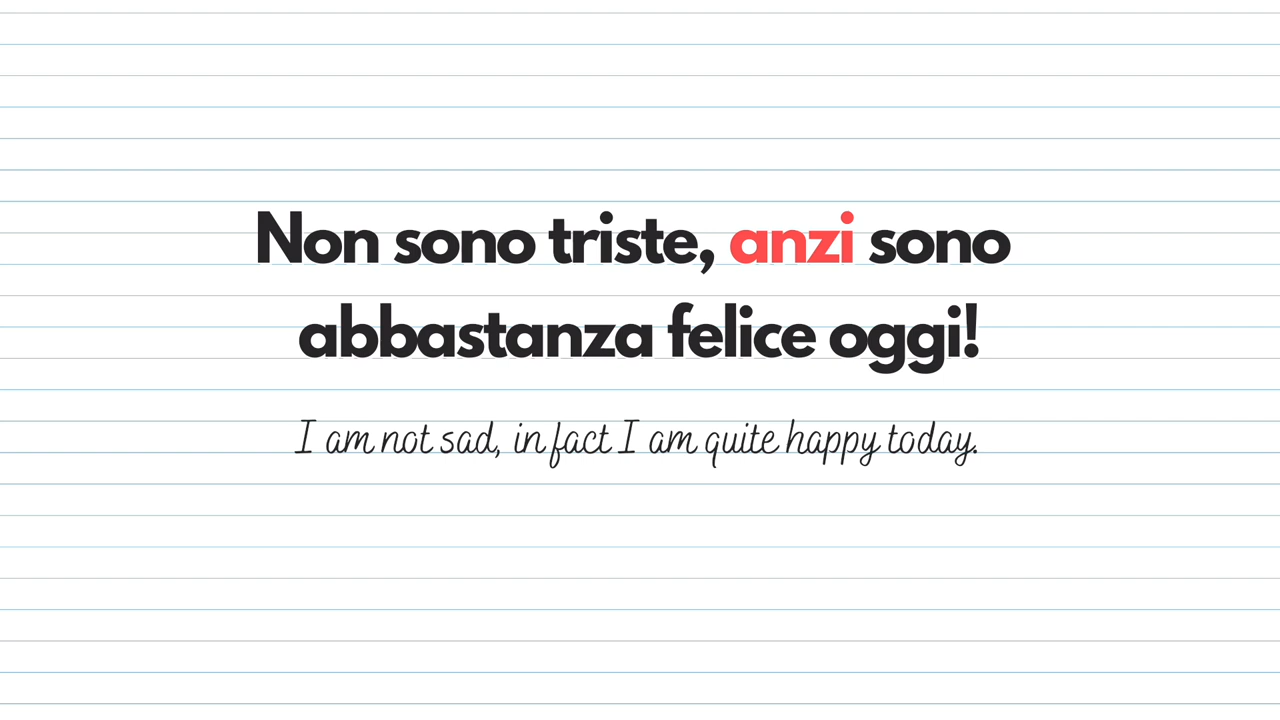 Non sono triste, anzi sono
abbastanza felice oggi!
I am not sad, in fact I am quite happy today.